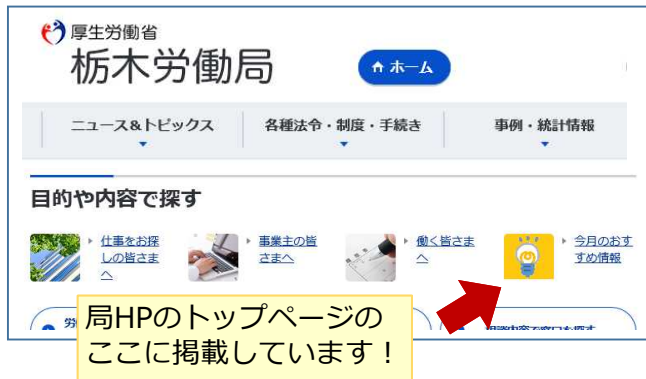 厚生労働省
栃木労働局
ホーム
ニュース&トピックス 各種法令・制度・手続き 事例・統計情報
目的や内容で探す
仕事をお探 事業主の皆 働く皆さま 今月のおす
しの皆さま さまへ へ すめ情報
へ
局HPのトップページの
ここに掲載しています!